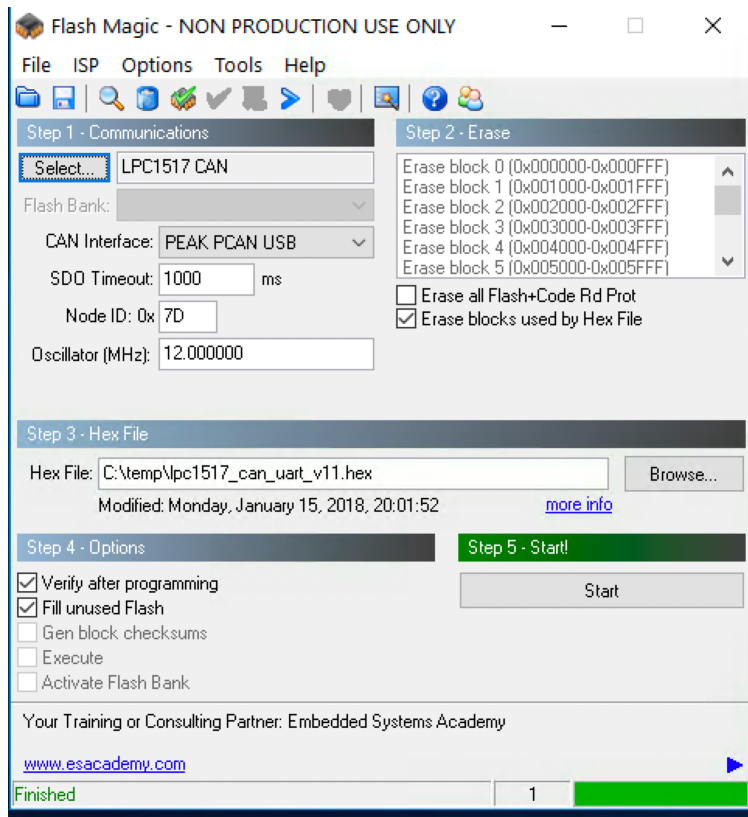 Flash Magic - NON PRODUCTION USE ONLY
File ISP Options Tools Help
Step 1 - Communications
Select... LPC1517 CAN
Flash Bank:
CAN Interface: PEAK PCAN USB
SDO Timeout: 1000 ms
Node ID: 0x 7D
Oscillator (MHz): 12.000000
Step 2 - Erase
Erase block 0 (0x000000-0x000FFF)
Erase block 1 (0x001000-0x001FFF)
Erase block 2 (0x002000-0x002FFF)
Erase block 3 (0x003000-0x003FFF)
Erase block 4 (0x004000-0x004FFF)
Erase block 5 (0x005000-0x005FFF)
Erase all Flash+Code Rd Prot
Erase blocks used by Hex File
Step 3 - Hex File
Hex File: C:\temp\lpc1517_can_uart_v11.hex Browse...
Modified: Monday, January 15, 2018, 20:01:52 more info
Step 4 - Options
Verify after programming
Fill unused Flash
Gen block checksums
Execute
Activate Flash Bank
Step 5 - Start!
Start
Your Training or Consulting Partner: Embedded Systems Academy
www.esacademy.com
Finished 1